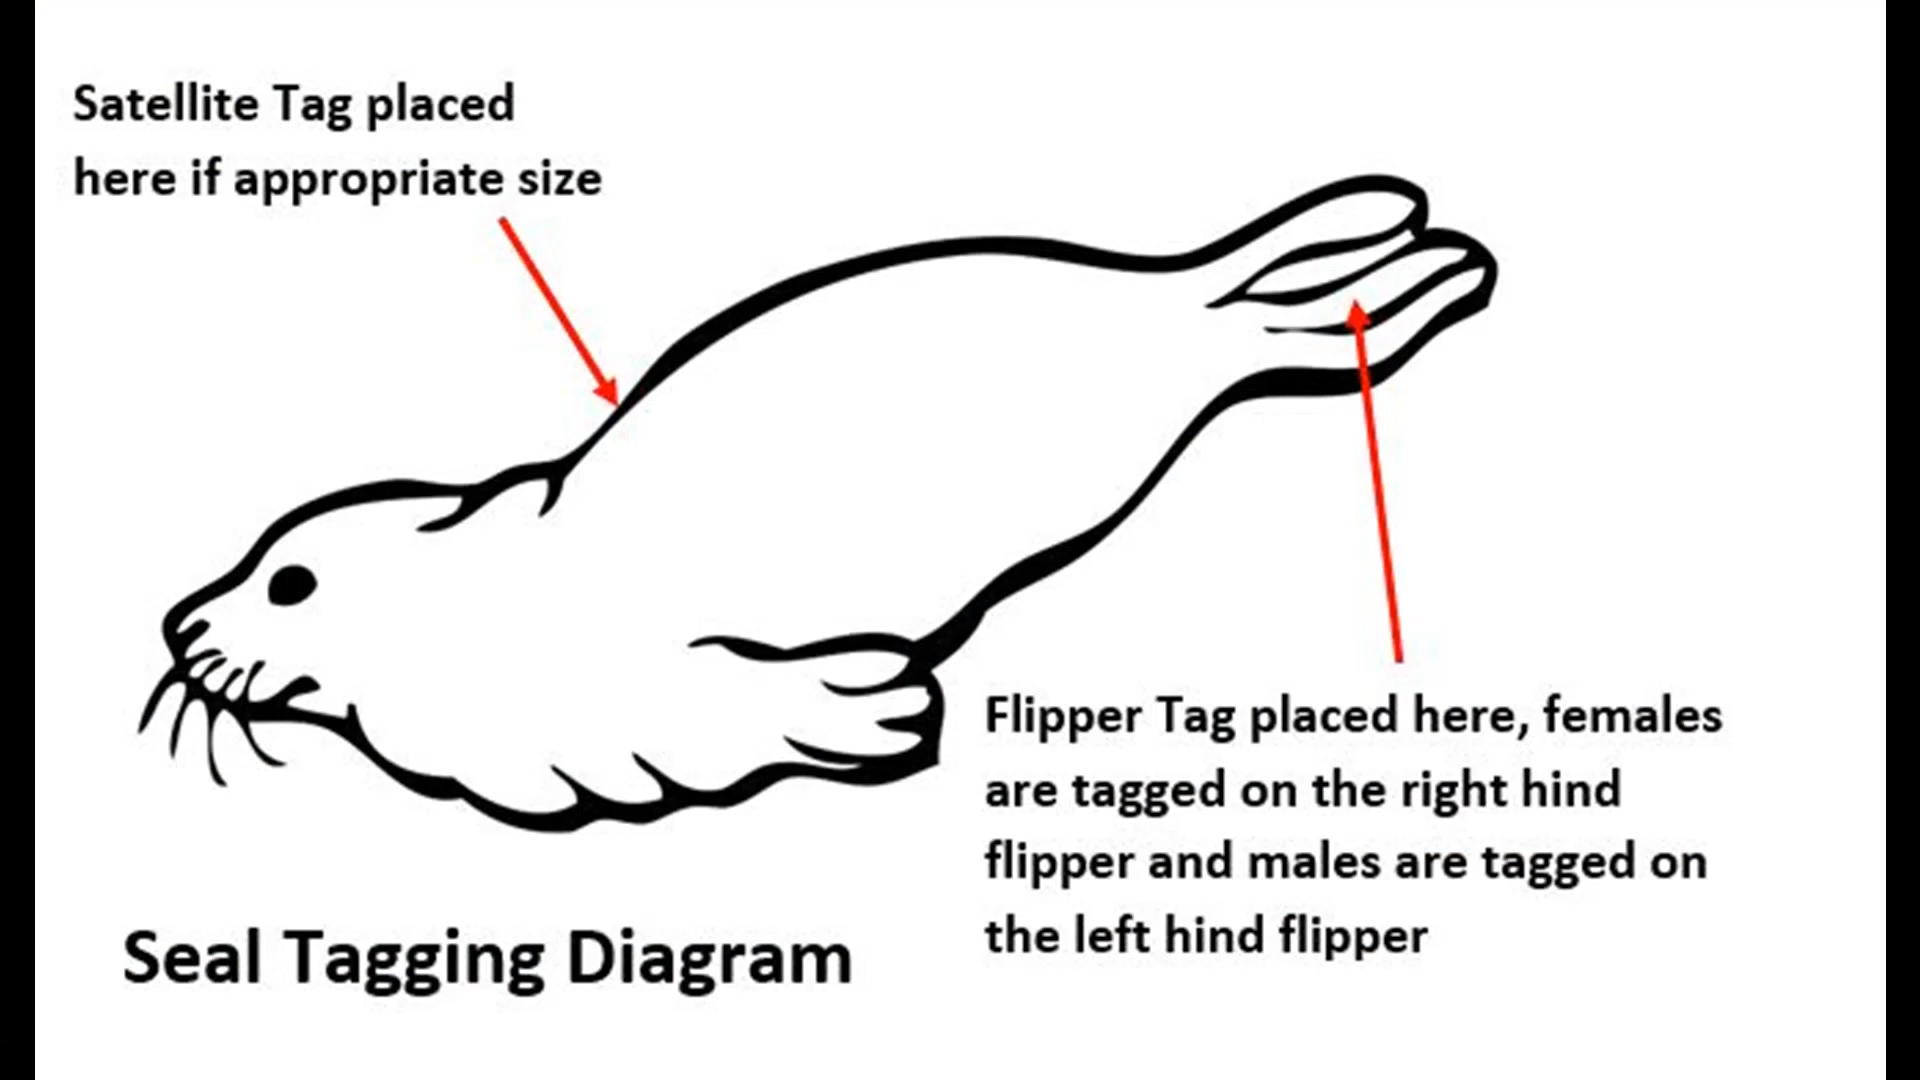 Satellite Tag placed
here if appropriate size
Flipper Tag placed here, females
are tagged on the right hind
flipper and males are tagged on
the left hind flipper
Seal Tagging Diagram